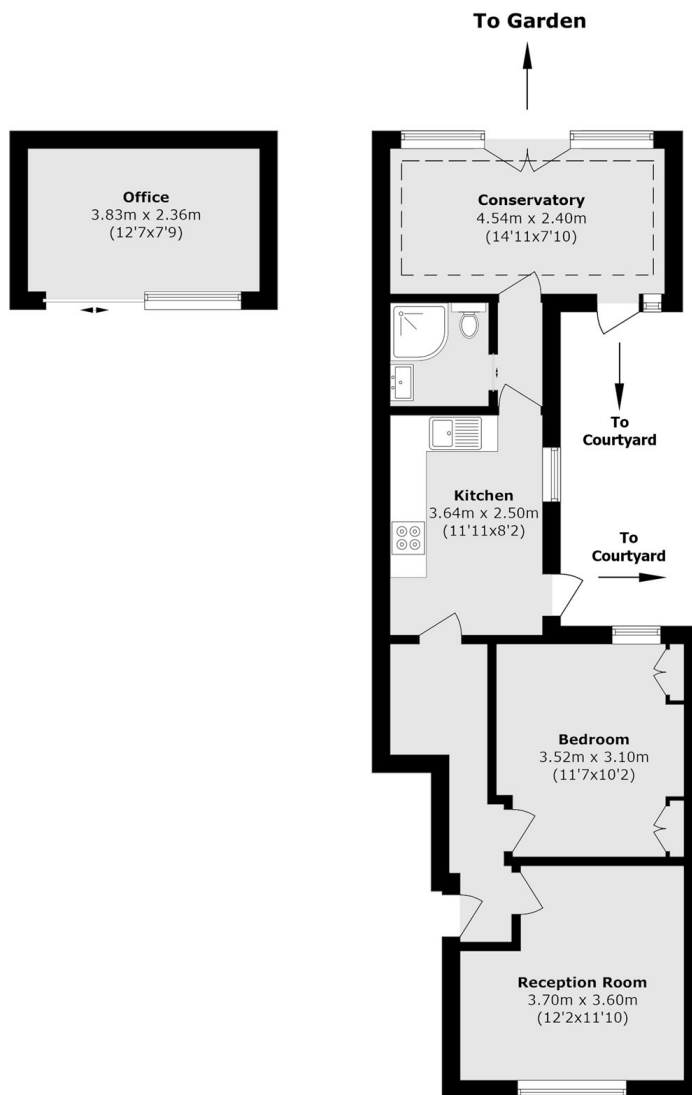 To Garden
Office
3.83m x 2.36m
(12'7x7'9)
Conservatory
4.54m x 2.40m
(14'11x7'10)
To
Courtyard
Kitchen
3.64m x 2.50m
(11'11x8'2)
To
Courtyard
Bedroom
3.52m x 3.10m
(11'7x10'2)
Reception Room
3.70m x 3.60m
(12'2x11'10)